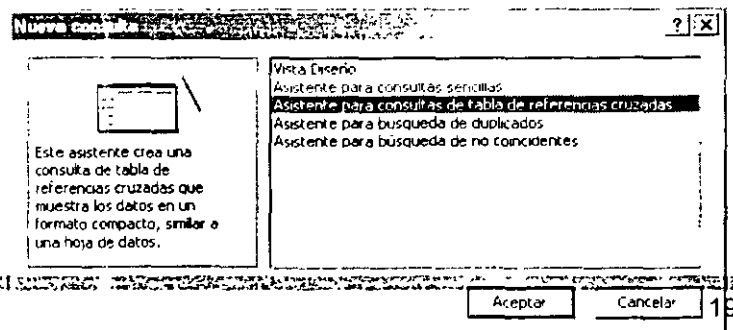 Nueva consulta
Vista Diseño
Asistente para consultas sencillas
Asistente para consultas de tabla de referencias cruzadas
Asistente para busqueda de duplicados
Asistente para búsqueda de no coincidentes
Este asistente crea una
consulta de tabla de
referencias cruzadas que
muestra los datos en un
formato compacto, similar a
una hoja de datos.
Aceptar
Cancelar
19